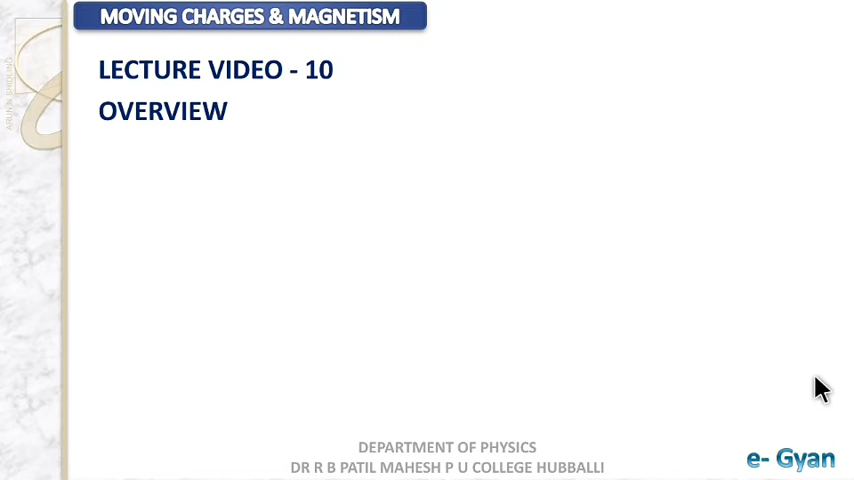 MOVING CHARGES & MAGNETISM
LECTURE VIDEO - 10
OVERVIEW
DEPARTMENT OF PHYSICS
DR R B PATIL MAHESH P U COLLEGE HUBBALLI
e- Gyan